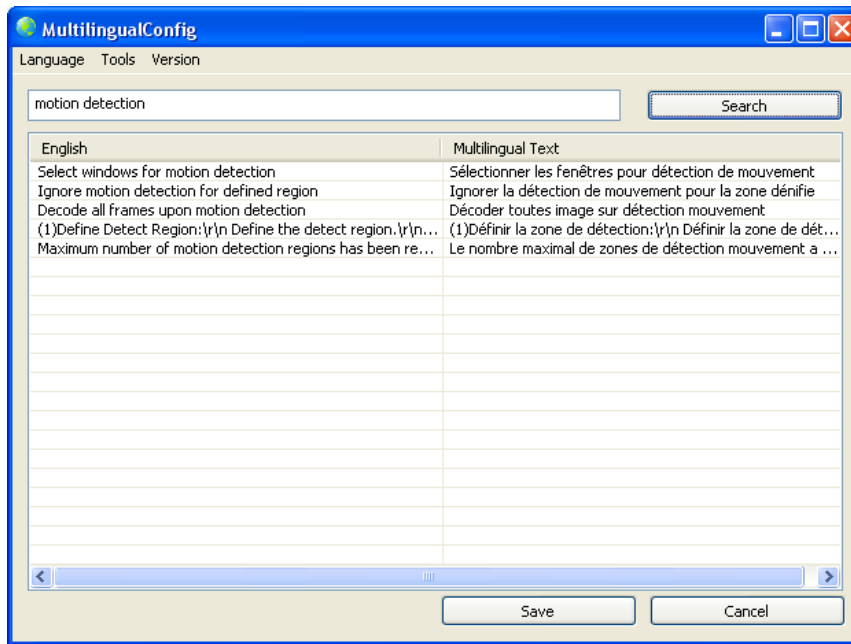 MultilingualConfig
Language Tools Version
motion detection Search
English Multilingual Text
Select windows for motion detection Sélectionner les fenêtres pour détection de mouvement
Ignore motion detection for defined region Ignorer la détection de mouvement pour la zone dénifie
Decode all frames upon motion detection Décoder toutes image sur détection mouvement
(1)Define Detect Region:\r\n Define the detect region.\r\n... (1)Définir la zone de détection:\r\n Définir la zone de dét...
Maximum number of motion detection regions has been re... Le nombre maximal de zones de détection mouvement a ...
Save Cancel